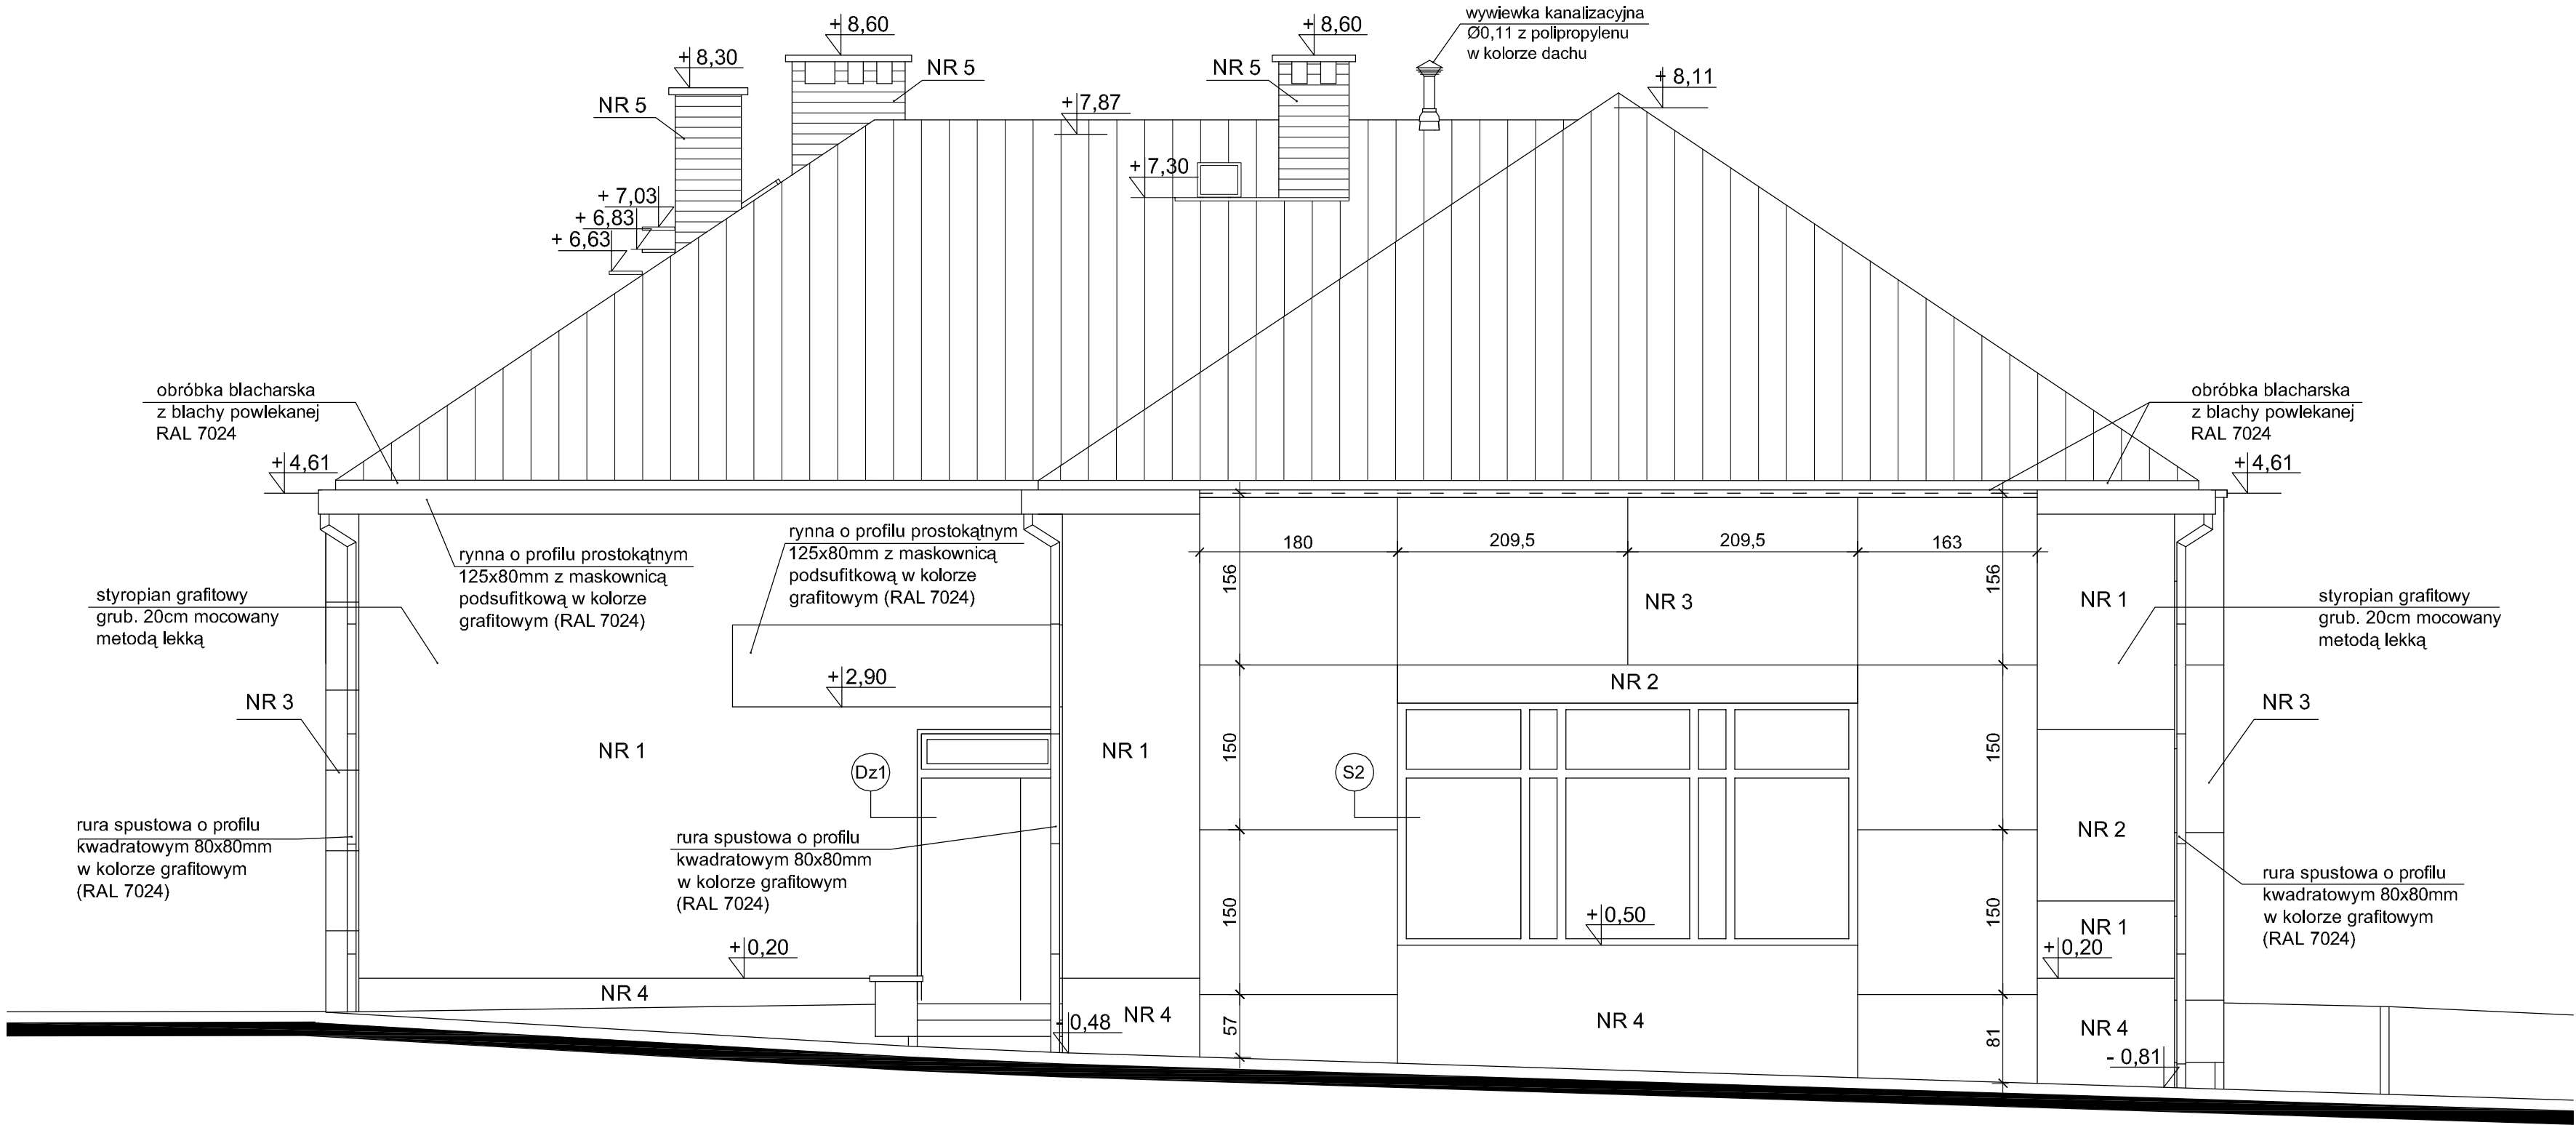 wywiewka kanalizacyjna
Ø0,11 z polipropylenu
w kolorze dachu
+ 8,60
+ 8,60
+ 8,30
NR 5
NR 5
+ 8,11
NR 5
+ 7,87
+ 7,30
+ 7,03
+ 6,83
+ 6,63
obróbka blacharska
z blachy powlekanej
RAL 7024
obróbka blacharska
z blachy powlekanej
RAL 7024
+ 4,61
+ 4,61
rynna o profilu prostokątnym
125x80mm z maskownicą
podsufitkową w kolorze
grafitowym (RAL 7024)
rynna o profilu prostokątnym
125x80mm z maskownicą
podsufitkową w kolorze
grafitowym (RAL 7024)
180
209,5
209,5
163
156
156
styropian grafitowy
grub. 20cm mocowany
metodą lekką
NR 3
NR 1
styropian grafitowy
grub. 20cm mocowany
metodą lekką
+ 2,90
NR 2
NR 3
NR 3
NR 1
NR 1
150
150
Dz1
S2
rura spustowa o profilu
kwadratowym 80x80mm
w kolorze grafitowym
(RAL 7024)
rura spustowa o profilu
kwadratowym 80x80mm
w kolorze grafitowym
(RAL 7024)
NR 2
rura spustowa o profilu
kwadratowym 80x80mm
w kolorze grafitowym
(RAL 7024)
150
+ 0,50
150
NR 1
+ 0,20
+ 0,20
NR 4
NR 4
- 0,48
57
NR 4
81
NR 4
- 0,81